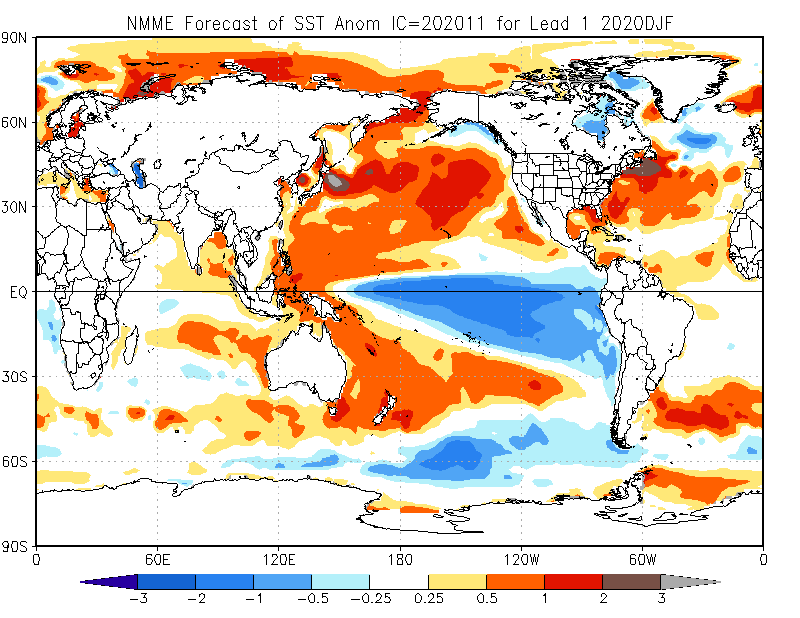 NMME Forecast of SST Anom IC=202011 for Lead 1 2020DJF
90N
60N
30N
EQ
30S
60S
90S
0 60E 120E 180 120W 60W 0
-3 -2 -1 -0.5 -0.25 0.25 0.5 1 2 3